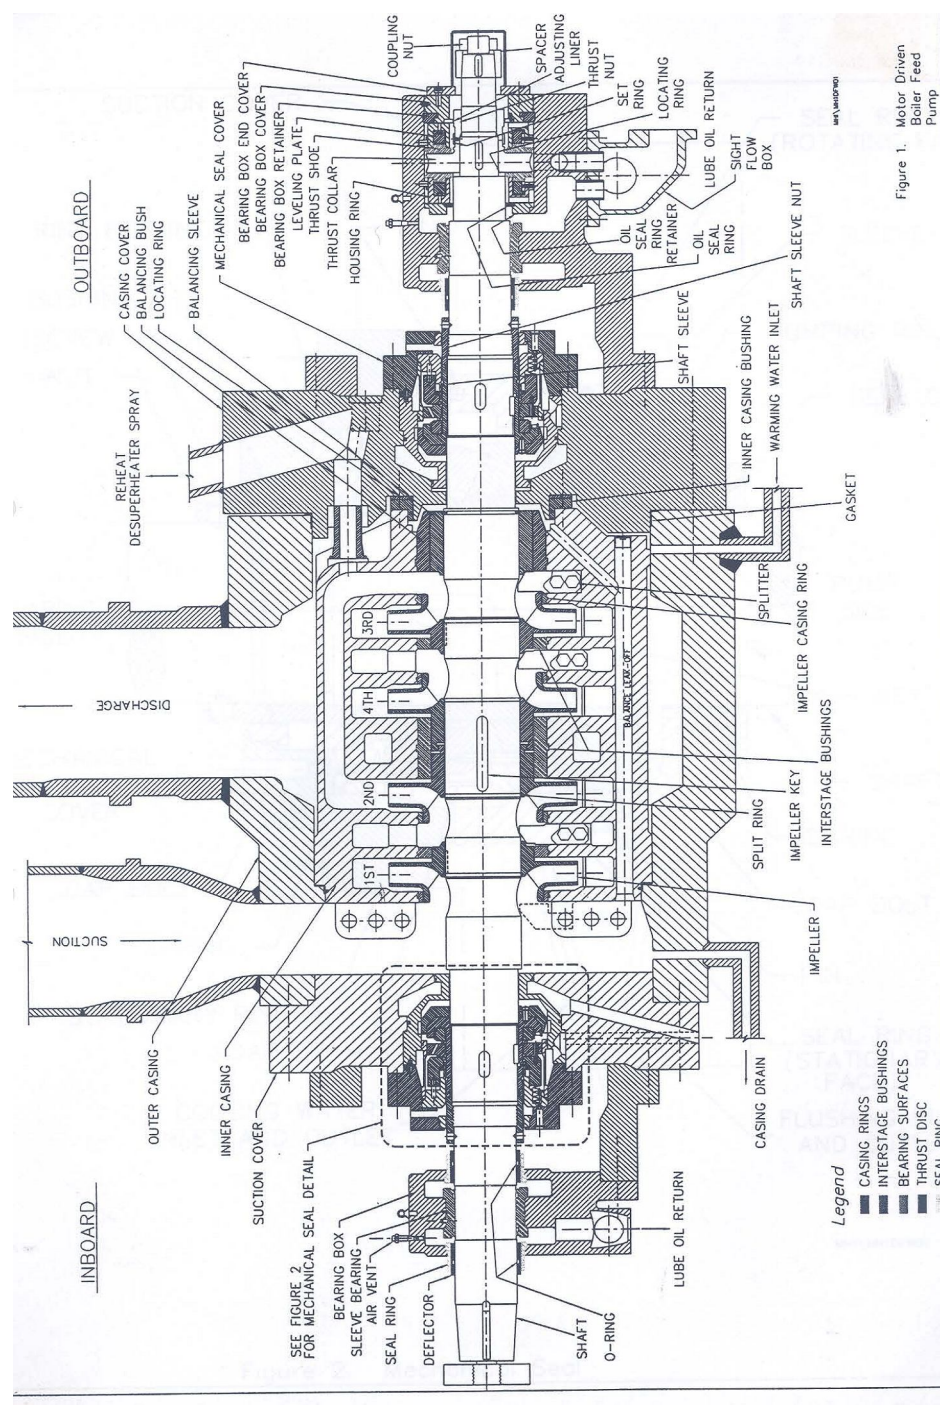 OUTBOARD
CASING COVER
BALANCING BUSH
LOCATING RING
BALANCING SLEEVE
MECHANICAL SEAL COVER
BEARING BOX END COVER
BEARING BOX COVER
BEARING BOX RETAINER
LEVELING PLATE
THRUST SHOE
THRUST COLLAR
HOUSING RING
COUPLING
NUT
SPACER
ADJUSTING
LINER
THRUST
NUT
SET
RING
LOCATING
RING
LUBE OIL RETURN
SIGHT
FLOW
BOX
OIL
SEAL
RING
RETAINER
OIL
SEAL
RING
SHAFT SLEEVE NUT
SHAFT SLEEVE
INNER CASING BUSHING
WARMING WATER INLET
GASKET
REHEAT
DESUPERHEATER SPRAY
DISCHARGE
SUCTION
1ST
2ND
4TH
3RD
BALANCE LEAK-OFF
SPLITTER
IMPELLER CASING RING
INTERSTAGE BUSHINGS
IMPELLER KEY
SPLIT RING
IMPELLER
CASING DRAIN
INBOARD
OUTER CASING
INNER CASING
SUCTION COVER
SEE FIGURE 2
FOR MECHANICAL SEAL DETAIL
BEARING BOX
SLEEVE BEARING
AIR VENT
SEAL RING
DEFLECTOR
SHAFT
O-RING
LUBE OIL RETURN
Legend
CASING RINGS
INTERSTAGE BUSHINGS
BEARING SURFACES
THRUST DISC
SEAL RING
Figure 1. Motor Driven
Boiler Feed
Pump